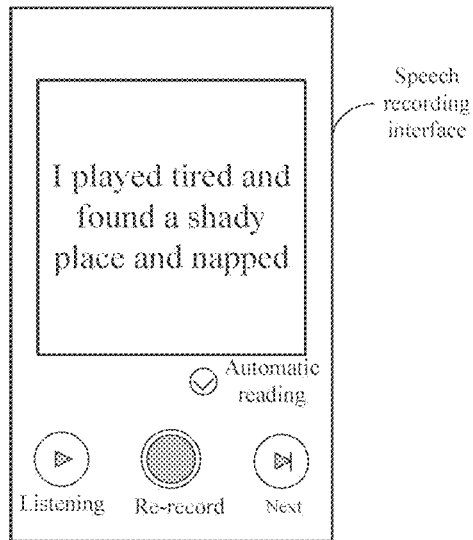 Speech
recording
interface
I played tired and
found a shady
place and napped
Automatic
reading
Listening
Re-record
Next